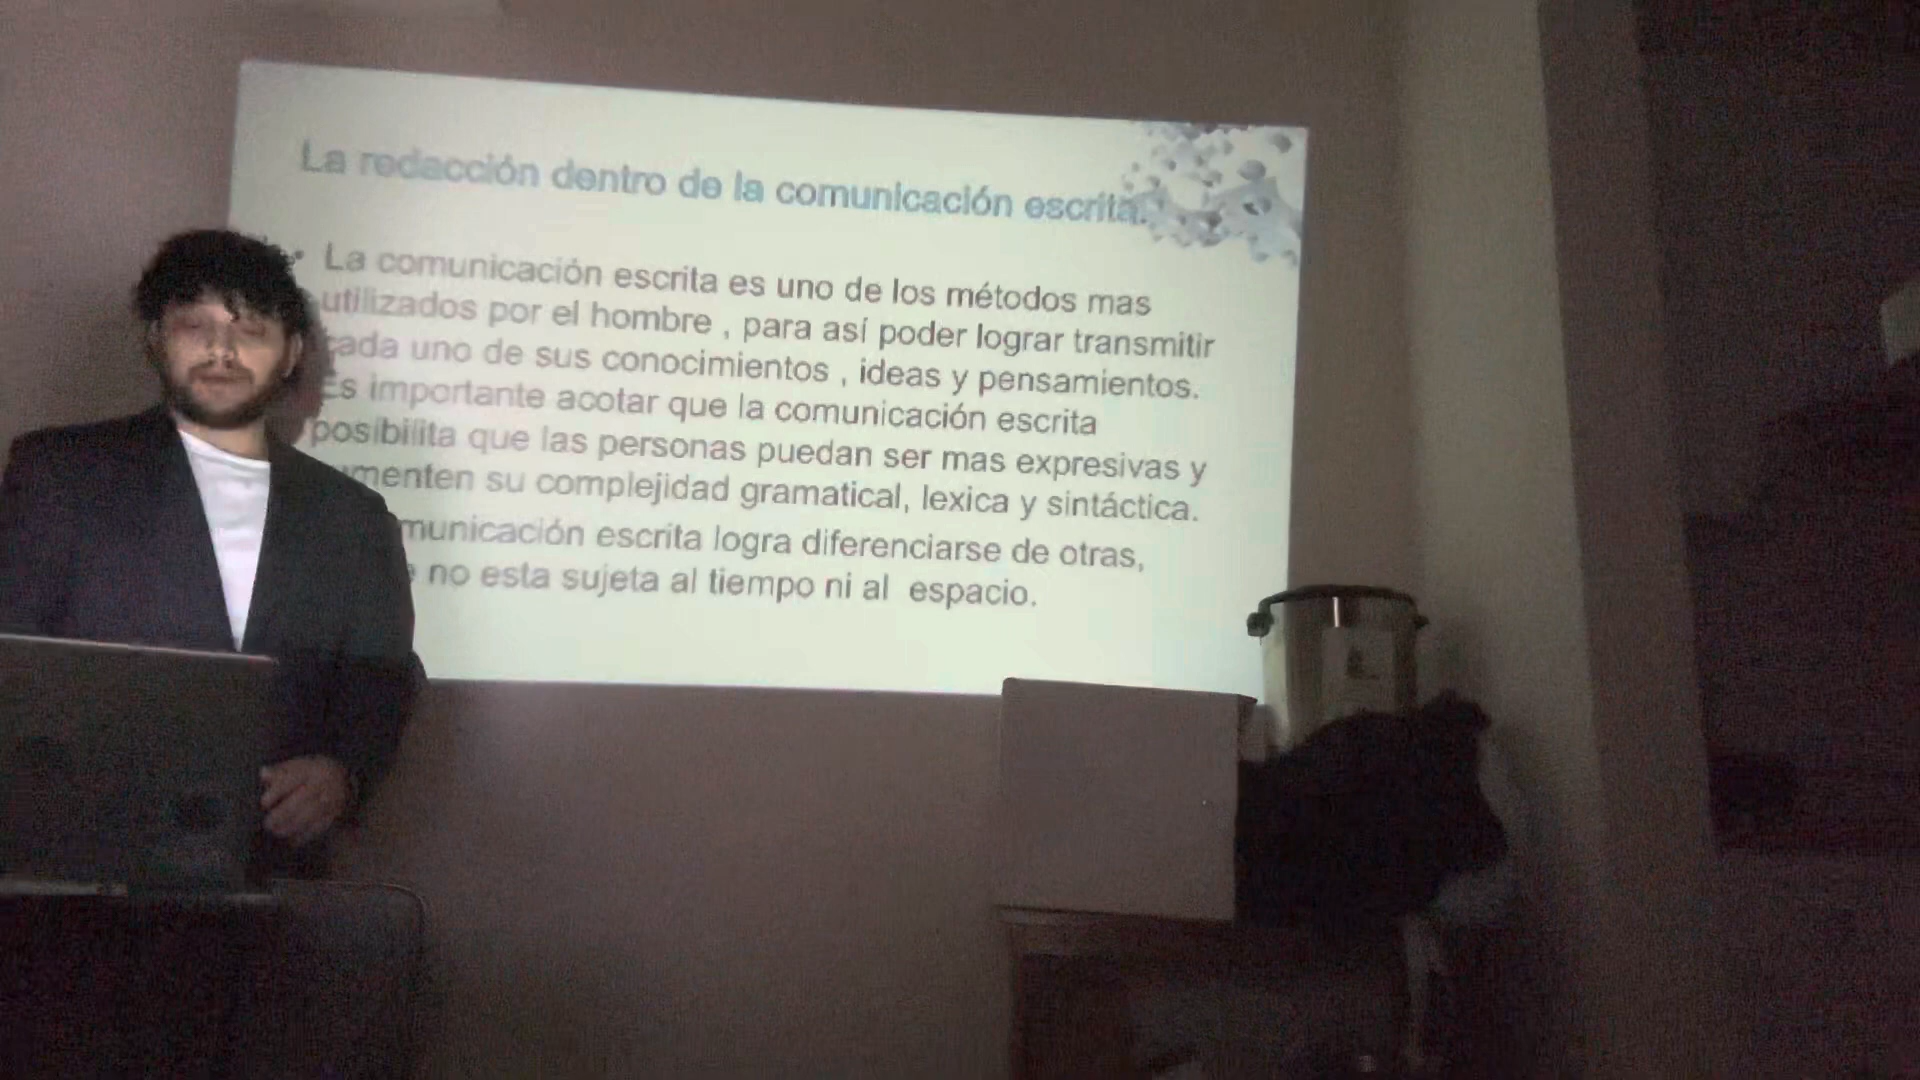 La redacción dentro de la comunicación escrita.
• La comunicación escrita es uno de los métodos mas
utilizados por el hombre , para así poder lograr transmitir
cada uno de sus conocimientos , ideas y pensamientos.
Es importante acotar que la comunicación escrita
posibilita que las personas puedan ser mas expresivas y
menten su complejidad gramatical, lexica y sintáctica.
municación escrita logra diferenciarse de otras,
no esta sujeta al tiempo ni al espacio.